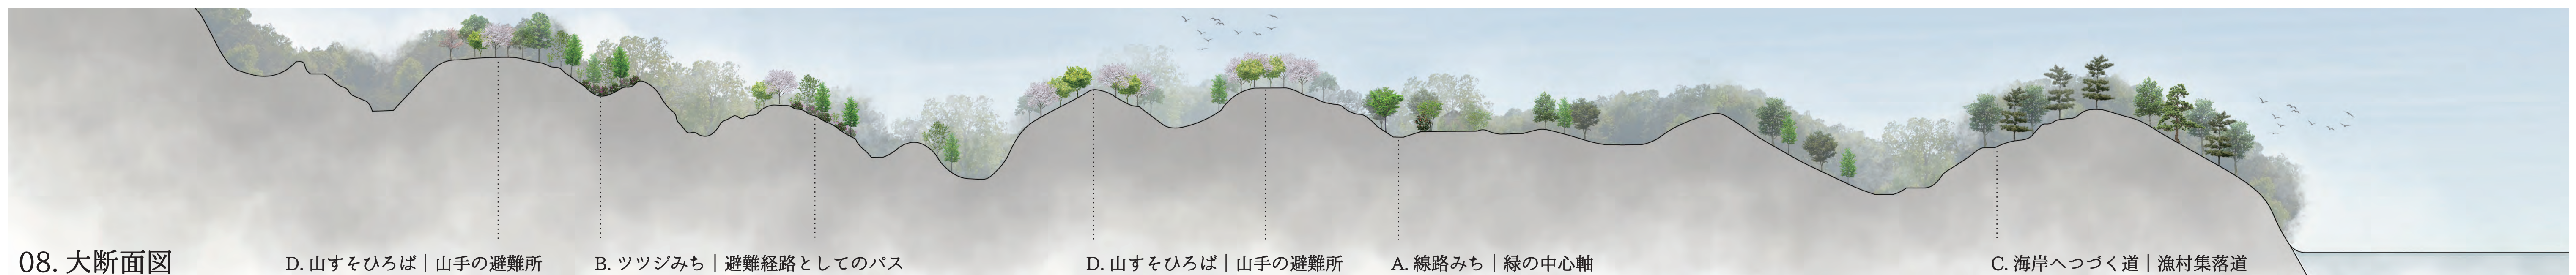 08. 大断面図
D. 山すそひろば｜山手の避難所
B. ツツジみち｜避難経路としてのパス
D. 山すそひろば｜山手の避難所
A. 線路みち｜緑の中心軸
C. 海岸へつづく道｜漁村集落道